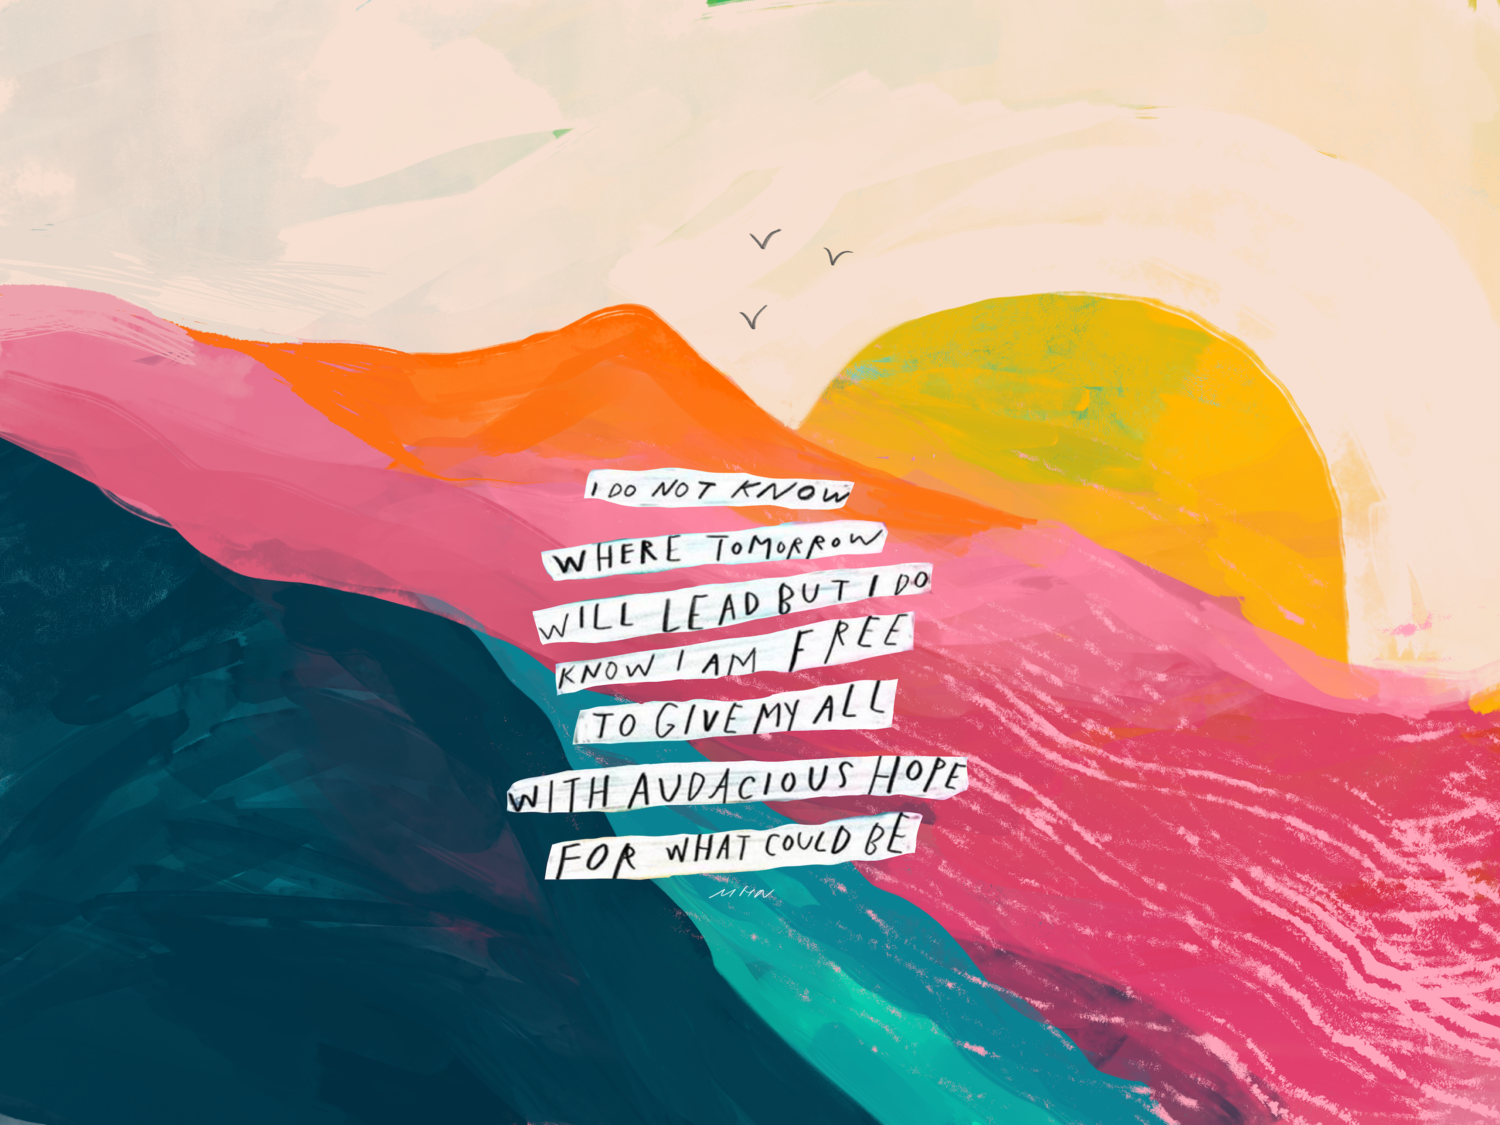 I DO NOT KNOW
WHERE TOMORROW
WILL LEAD BUT I DO
KNOW I AM FREE
TO GIVE MY ALL
WITH AUDACIOUS HOPE
FOR WHAT COULD BE
MHN